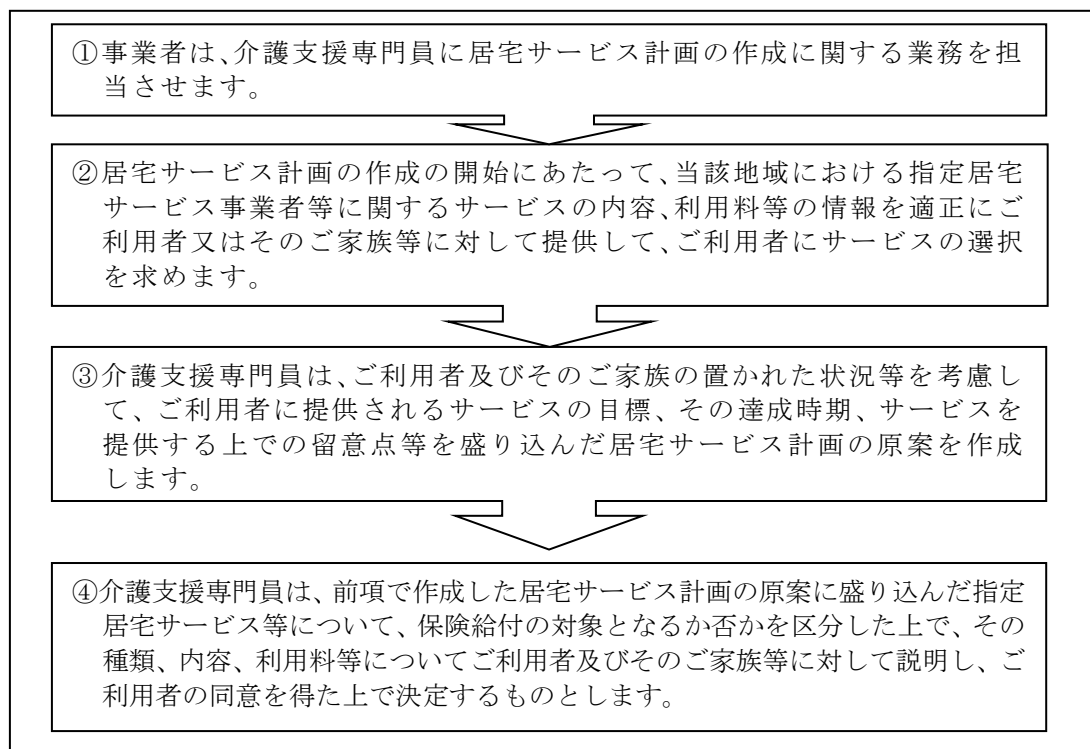 ①事業者は、介護支援専門員に居宅サービス計画の作成に関する業務を担
当させます。
②居宅サービス計画の作成の開始にあたって、当該地域における指定居宅
サービス事業者等に関するサービスの内容、利用料等の情報を適正にご
利用者又はそのご家族等に対して提供して、ご利用者にサービスの選択
を求めます。
③介護支援専門員は、ご利用者及びそのご家族の置かれた状況等を考慮し
て、ご利用者に提供されるサービスの目標、その達成時期、サービスを
提供する上での留意点等を盛り込んだ居宅サービス計画の原案を作成
します。
④介護支援専門員は、前項で作成した居宅サービス計画の原案に盛り込んだ指定
居宅サービス等について、保険給付の対象となるか否かを区分した上で、その
種類、内容、利用料等についてご利用者及びそのご家族等に対して説明し、ご
利用者の同意を得た上で決定するものとします。